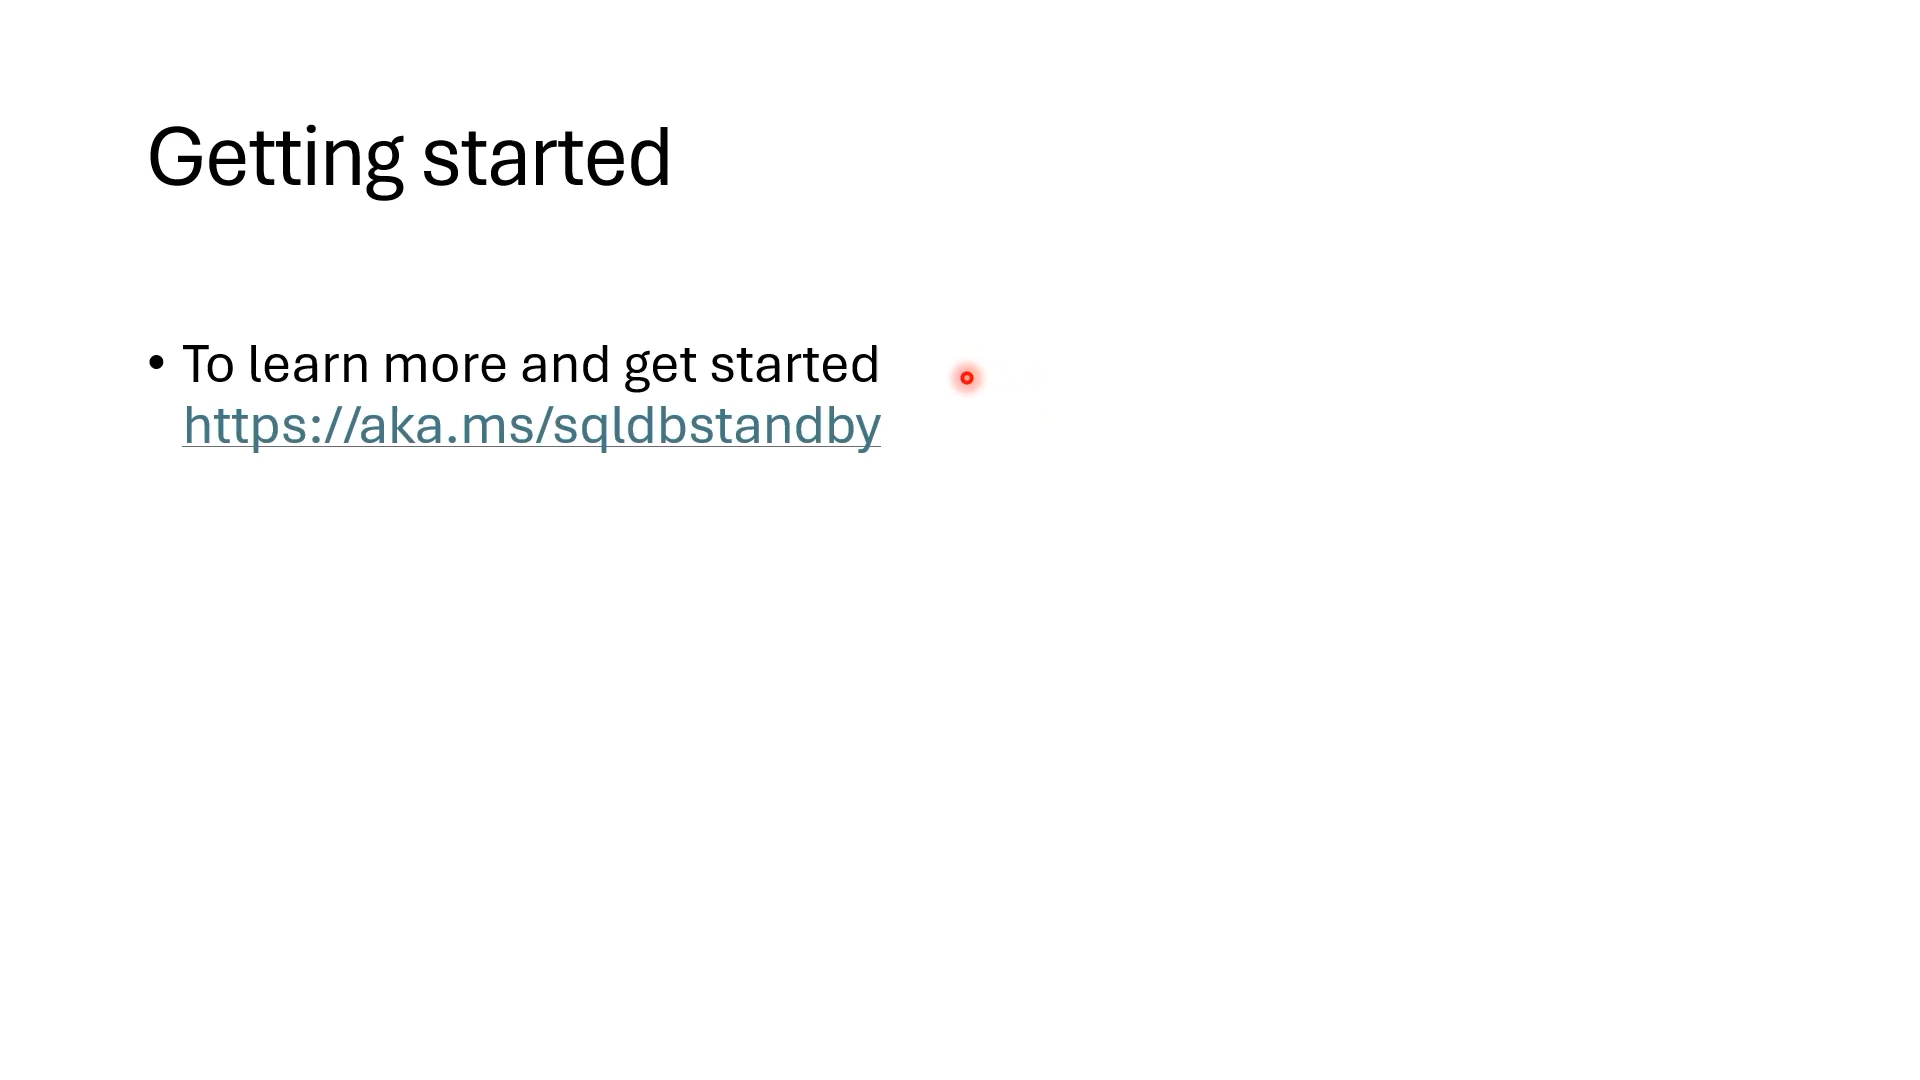 Getting started
• To learn more and get started
https://aka.ms/sqldbstandby